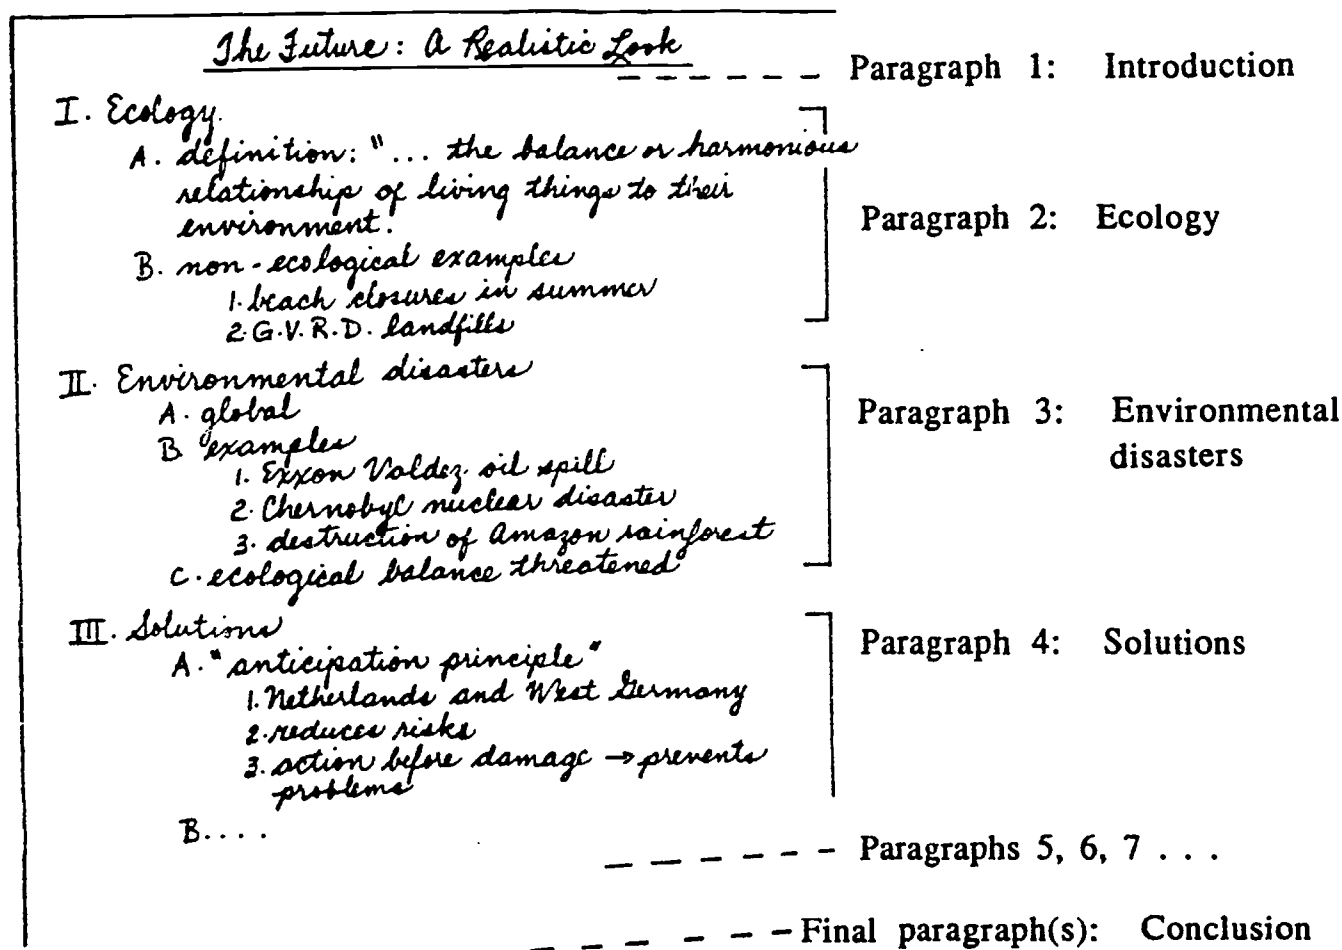 The Future: A Realistic Look
Paragraph 1: Introduction
I. Ecology.
A. definition: "... the balance or harmonious
relationship of living things to their
environment.
Paragraph 2: Ecology
B. non-ecological examples
1. beach closures in summer
2. G.V.R.D. landfills
II. Environmental disasters
A. global
Paragraph 3: Environmental
disasters
B examples
1. Exxon Valdez oil spill
2. Chernobyl nuclear disaster
3. destruction of Amazon rainforest
C. ecological balance threatened
III. Solutions
Paragraph 4: Solutions
A. "anticipation principle"
1. Netherlands and West Germany
2. reduces risks
3. action before damage → prevents
problems
B....
Paragraphs 5, 6, 7 . . .
Final paragraph(s): Conclusion